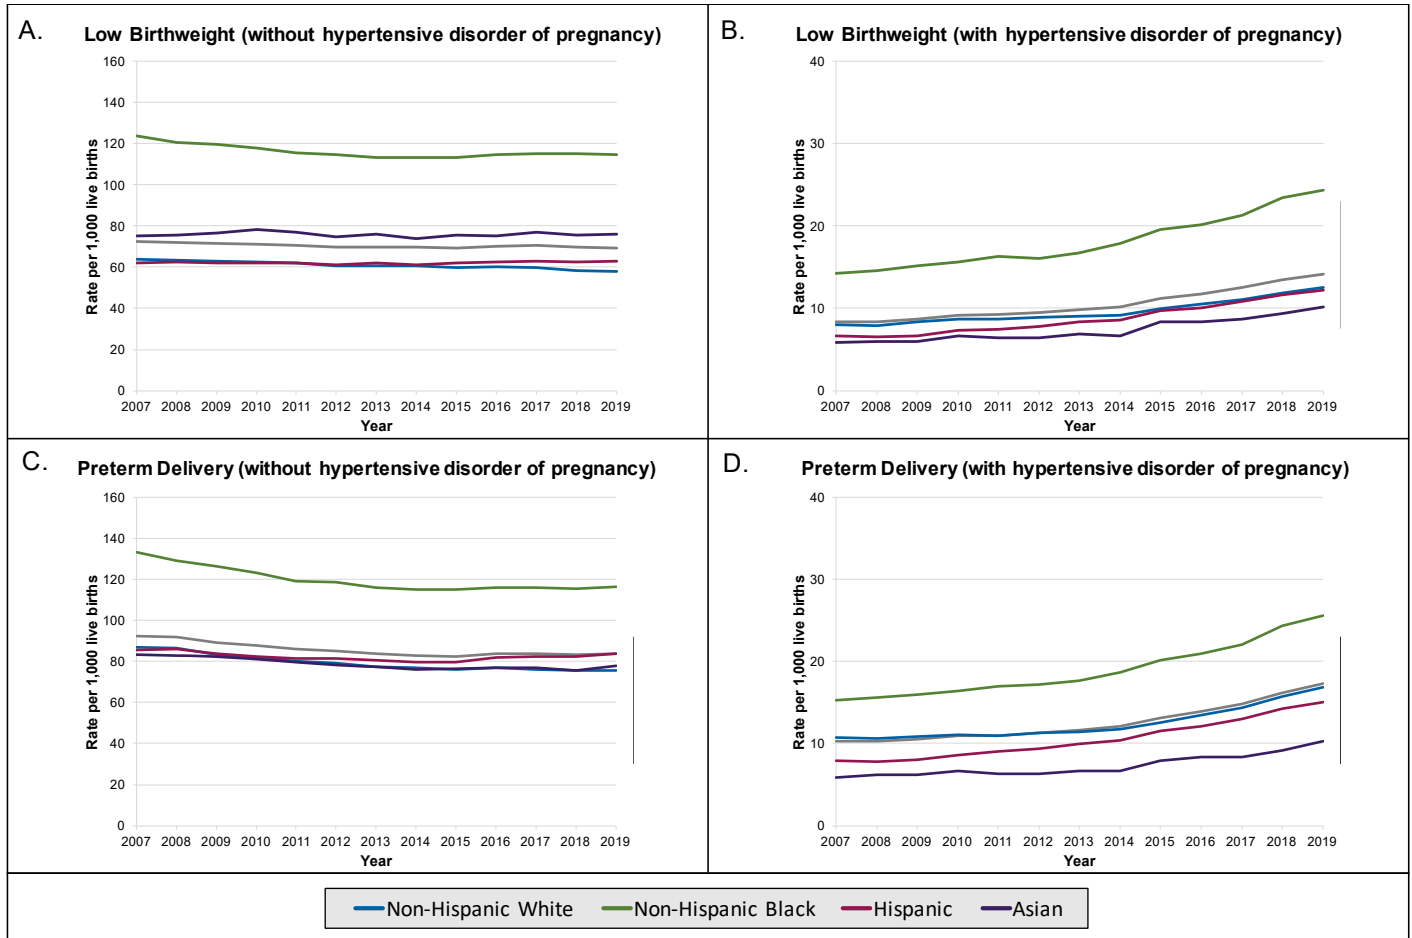 A. Low Birthweight (without hypertensive disorder of pregnancy)
Rate per 1,000 live births
160
140
120
100
80
60
40
20
0
2007 2008 2009 2010 2011 2012 2013 2014 2015 2016 2017 2018 2019
Year
B. Low Birthweight (with hypertensive disorder of pregnancy)
Rate per 1,000 live births
40
30
20
10
0
2007 2008 2009 2010 2011 2012 2013 2014 2015 2016 2017 2018 2019
Year
C. Preterm Delivery (without hypertensive disorder of pregnancy)
Rate per 1,000 live births
160
140
120
100
80
60
40
20
0
2007 2008 2009 2010 2011 2012 2013 2014 2015 2016 2017 2018 2019
Year
D. Preterm Delivery (with hypertensive disorder of pregnancy)
Rate per 1,000 live births
40
30
20
10
0
2007 2008 2009 2010 2011 2012 2013 2014 2015 2016 2017 2018 2019
Year
Non-Hispanic White Non-Hispanic Black Hispanic Asian